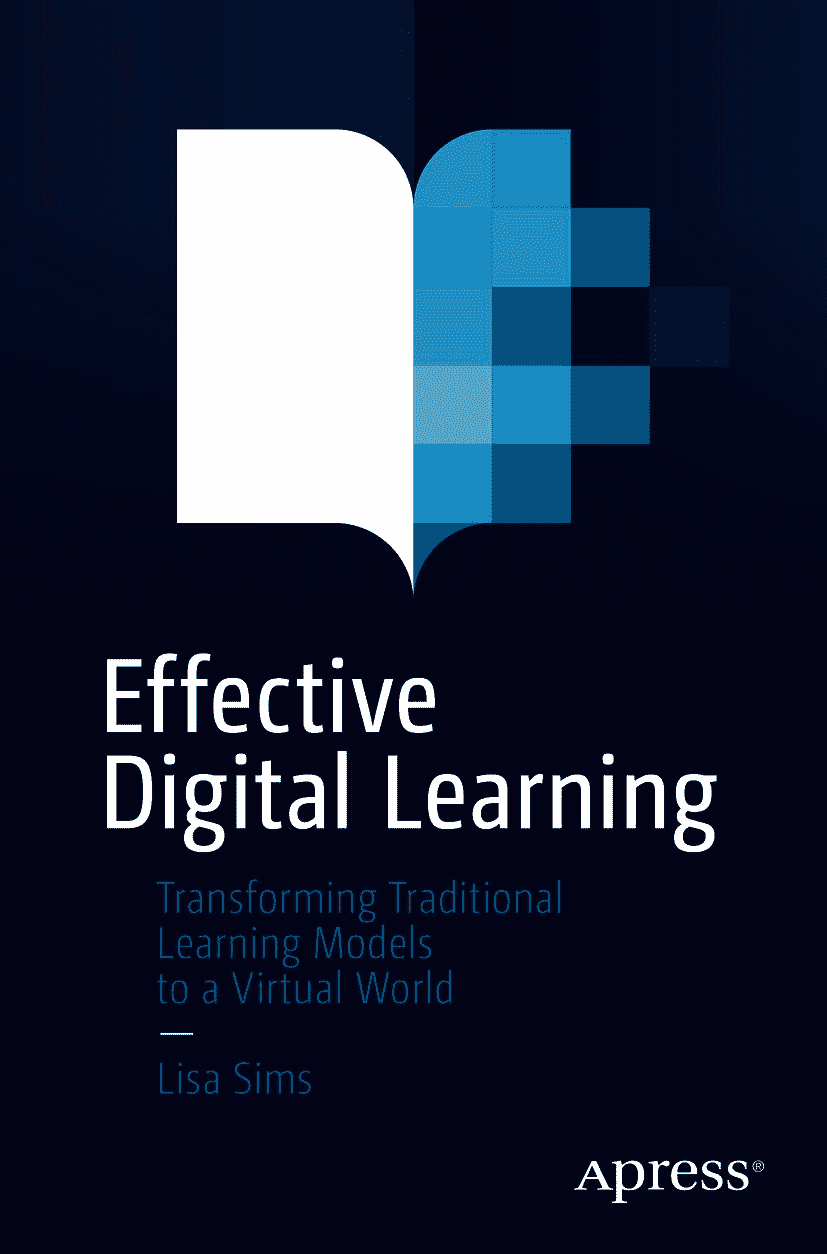 Effective
Digital Learning
Transforming Traditional
Learning Models
to a Virtual World
Lisa Sims
Apress®